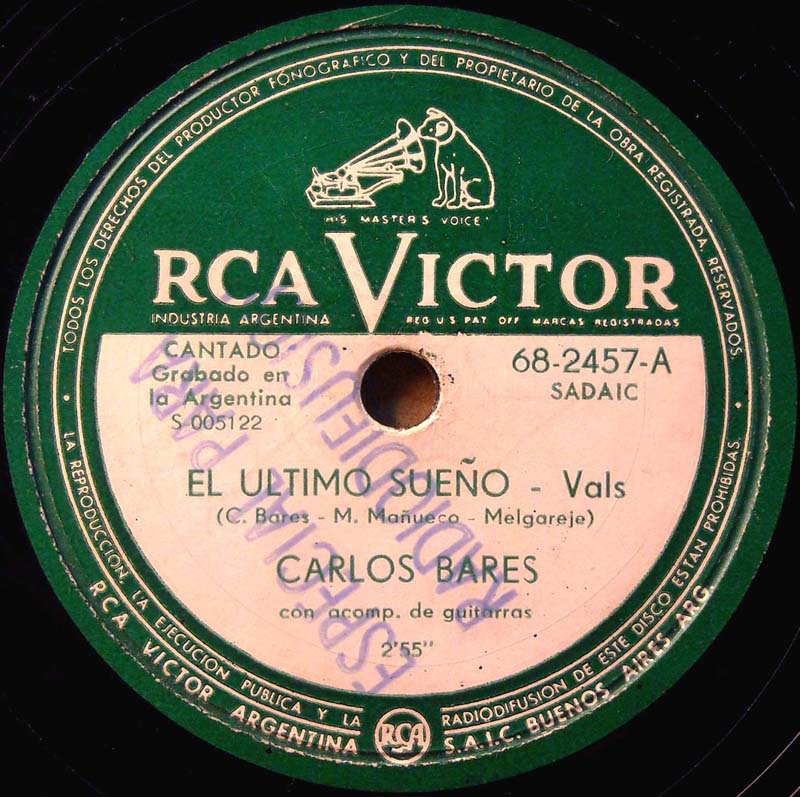 TODOS LOS DERECHOS DEL PRODUCTOR FONOGRAFICO Y DEL PROPIETARIO DE LA OBRA REGISTRADA, RESERVADOS.
"HIS MASTER'S VOICE"
RCA VICTOR
INDUSTRIA ARGENTINA
REG U S PAT OFF MARCAS REGISTRADAS
CANTADO
Grabado en
la Argentina
S-005122
68-2457-A
SADAIC
EL ULTIMO SUEÑO - Vals
(C. Bares - M. Mañueco - Melgareje)
CARLOS BARES
con acomp. de guitarras
2'55"
ESPECIAL PARA
RADIODIFUSION
LA REPRODUCCION, LA EJECUCION PUBLICA Y LA RADIODIFUSION DE ESTE DISCO ESTAN PROHIBIDAS.
RCA VICTOR ARGENTINA S.A.I.C. BUENOS AIRES ARG.
RCA